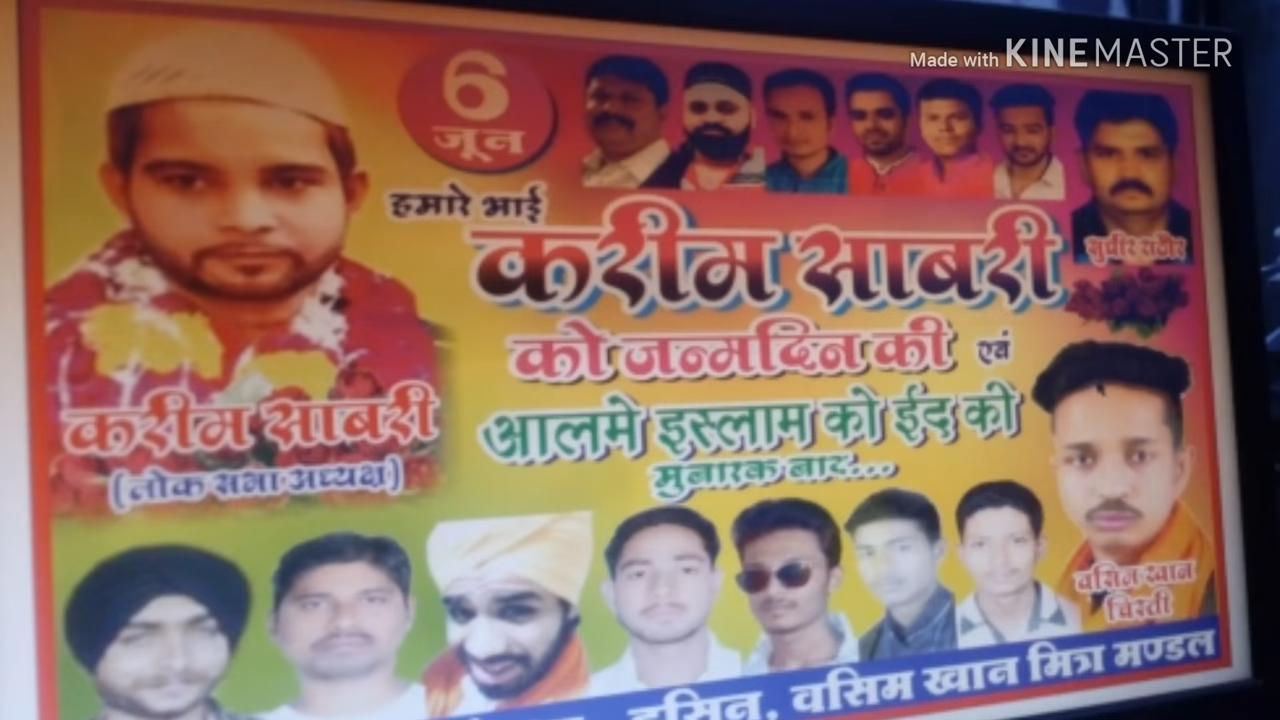 Made with KINEMASTER
6
जून
हमारे भाई
करीम साबरी
सुधीर राठौर
को जन्मदिन की एवं
आलमे इस्लाम को ईद की
मुबारक बाद...
करीम साबरी
(लोक सभा अध्यक्ष)
वसिम खान
चिश्ती
हसिन, वसिम खान मित्रा मण्डल